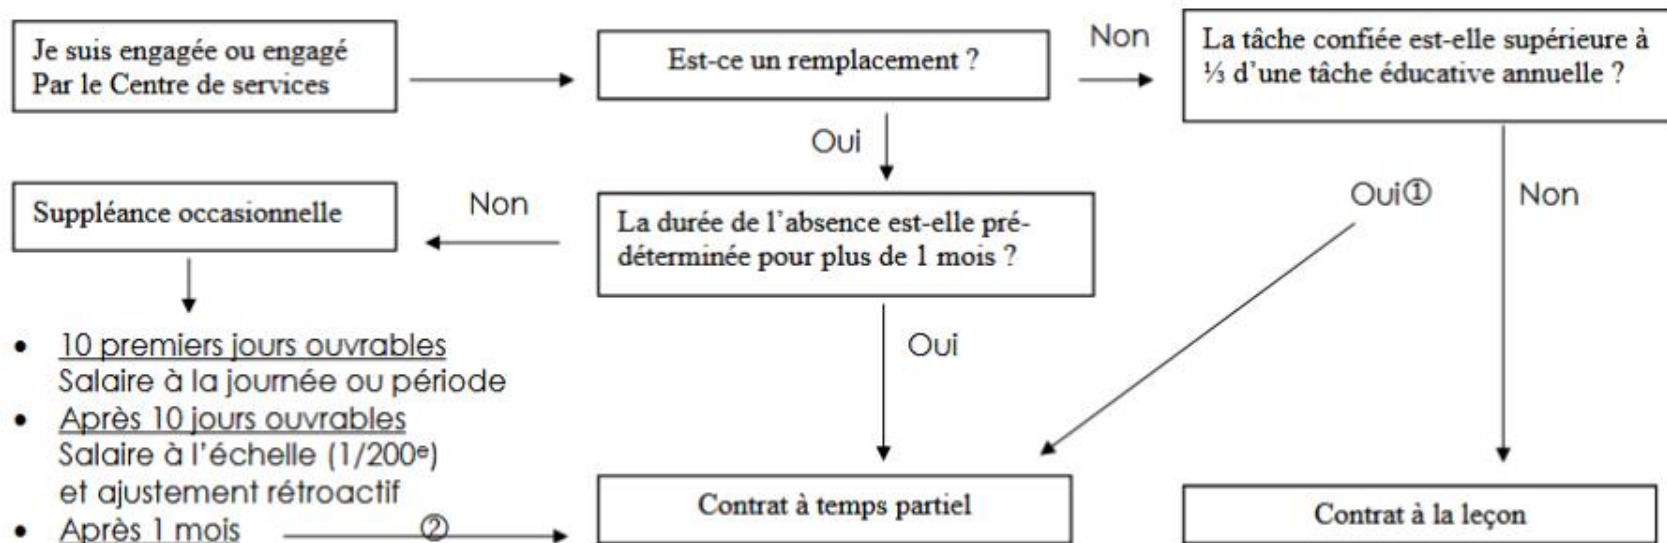 Je suis engagée ou engagé
Par le Centre de services
Est-ce un remplacement ?
Non
La tâche confiée est-elle supérieure à
⅓ d'une tâche éducative annuelle ?
Oui
Suppléance occasionnelle
Non
La durée de l'absence est-elle pré-
déterminée pour plus de 1 mois ?
Oui①
Non
• 10 premiers jours ouvrables
Salaire à la journée ou période
• Après 10 jours ouvrables
Salaire à l'échelle (1/200ᵉ)
et ajustement rétroactif
• Après 1 mois
②
Oui
Contrat à temps partiel
Contrat à la leçon